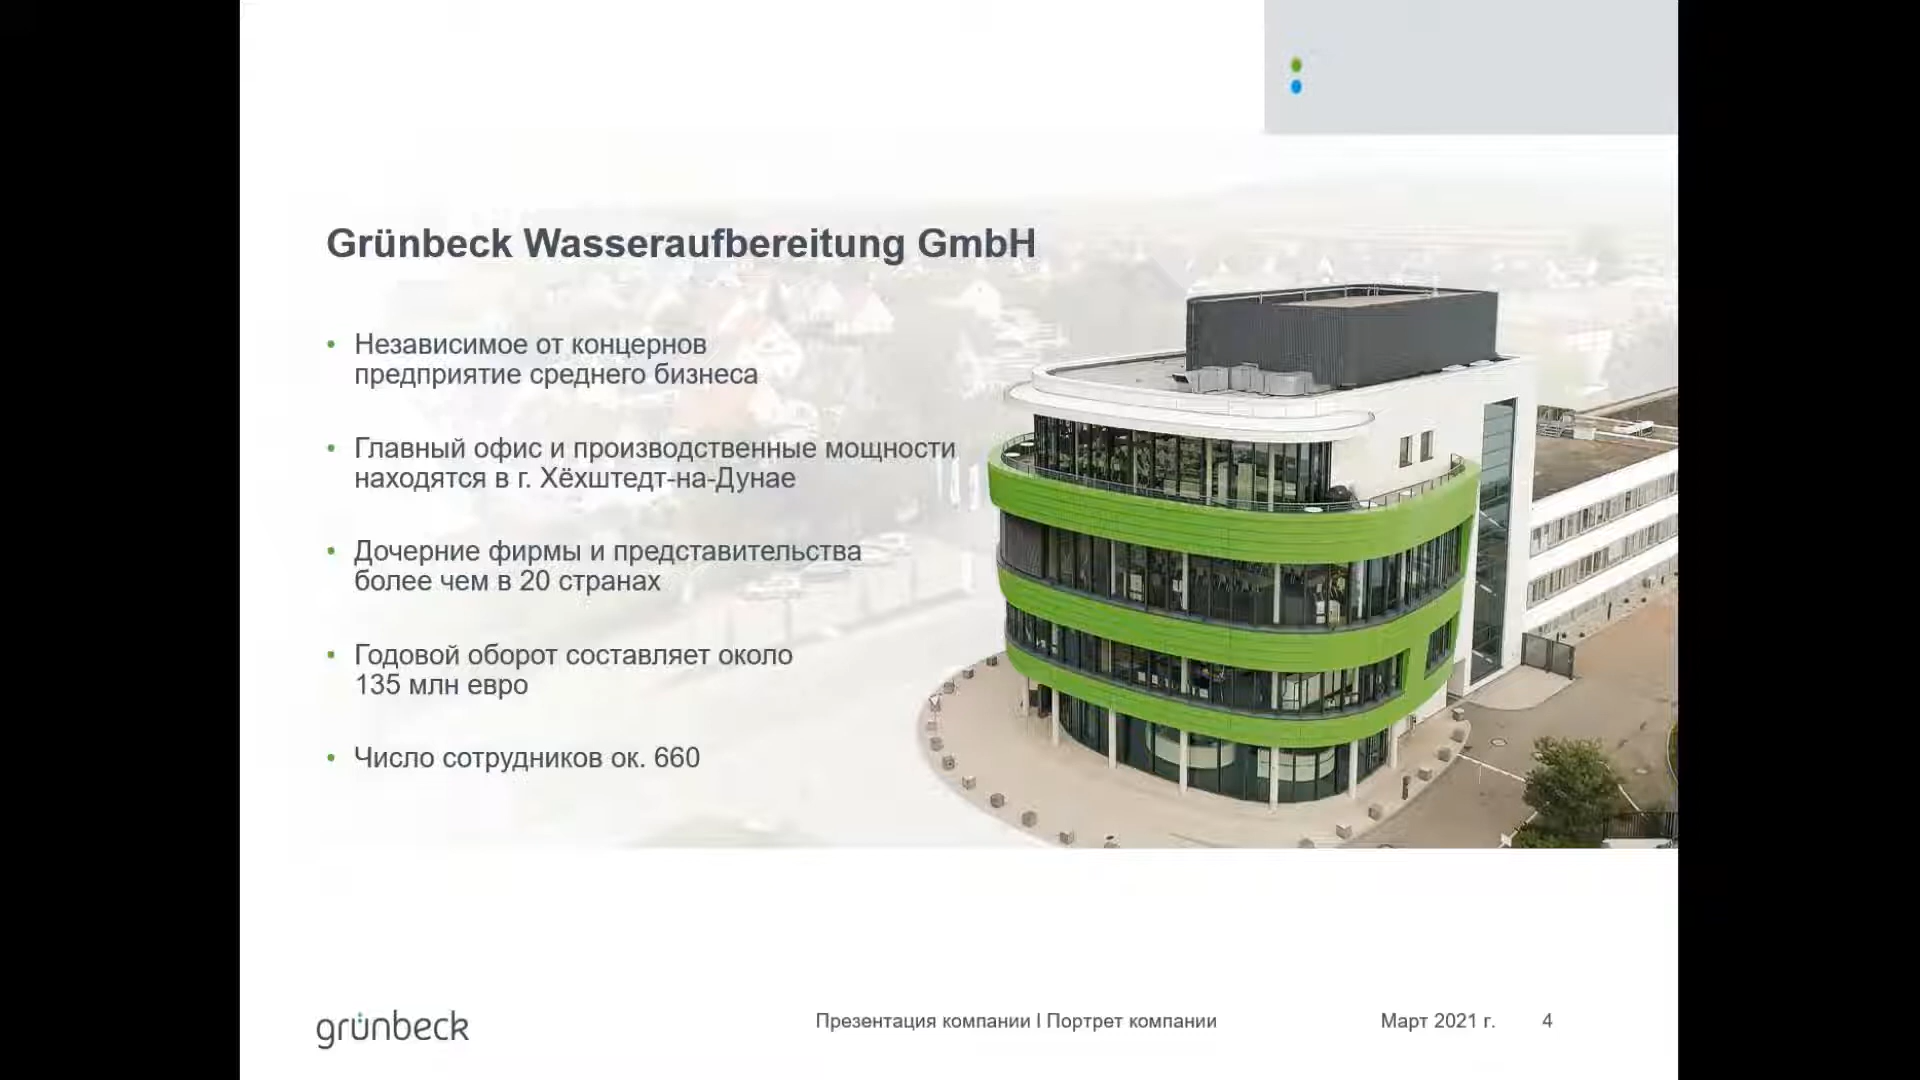 Grünbeck Wasseraufbereitung GmbH
• Независимое от концернов
предприятие среднего бизнеса
• Главный офис и производственные мощности
находятся в г. Хёхштедт-на-Дунае
• Дочерние фирмы и представительства
более чем в 20 странах
• Годовой оборот составляет около
135 млн евро
• Число сотрудников ок. 660
grünbeck
Презентация компании I Портрет компании
Март 2021 г.
4